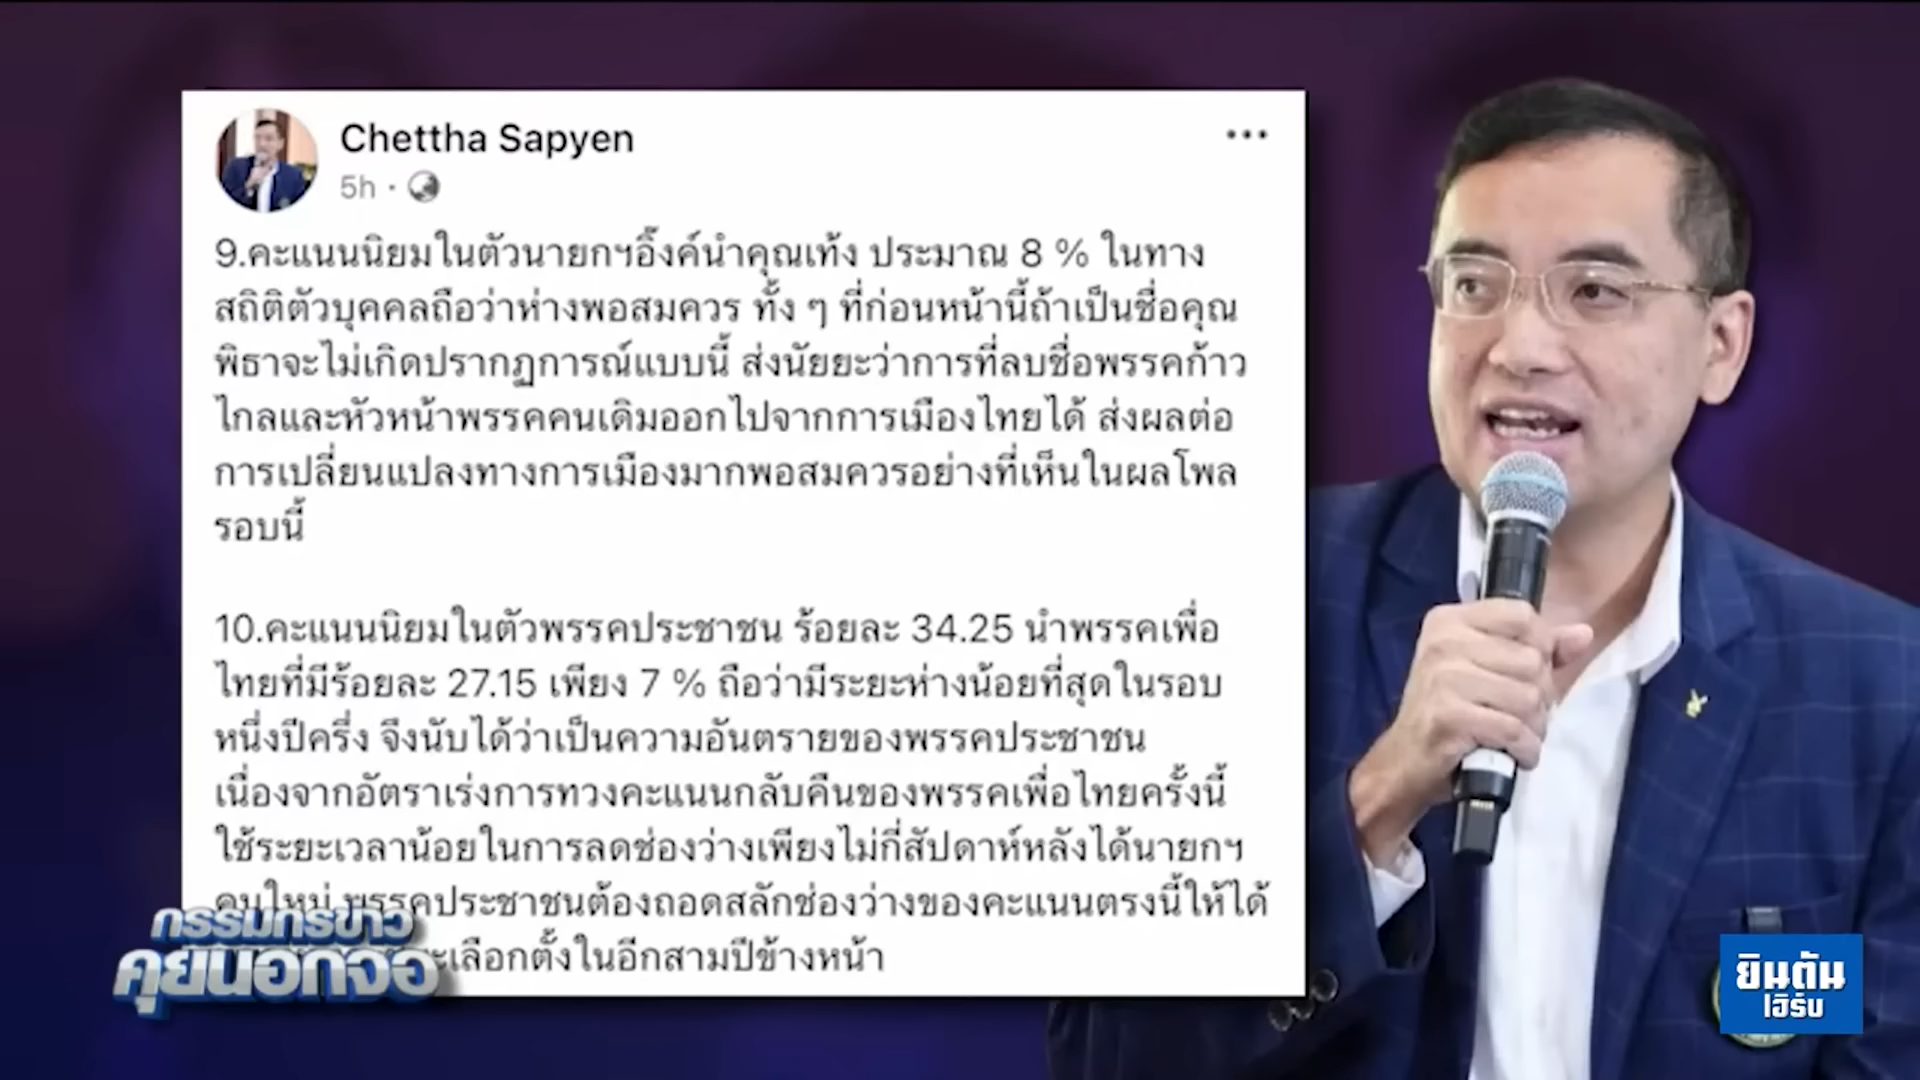 Chettha Sapyen
5h
9.คะแนนนิยมในตัวนายกฯอิ๊งค์นำคุณเท้ง ประมาณ 8 % ในทาง
สถิติตัวบุคคลถือว่าห่างพอสมควร ทั้ง ๆ ที่ก่อนหน้านี้ถ้าเป็นชื่อคุณ
พิธาจะไม่เกิดปรากฏการณ์แบบนี้ ส่งนัยยะว่าการที่ลบชื่อพรรคก้าว
ไกลและหัวหน้าพรรคคนเดิมออกไปจากการเมืองไทยได้ ส่งผลต่อ
การเปลี่ยนแปลงทางการเมืองมากพอสมควรอย่างที่เห็นในผลโพล
รอบนี้
10.คะแนนนิยมในตัวพรรคประชาชน ร้อยละ 34.25 นำพรรคเพื่อ
ไทยที่มีร้อยละ 27.15 เพียง 7 % ถือว่ามีระยะห่างน้อยที่สุดในรอบ
หนึ่งปีครึ่ง จึงนับได้ว่าเป็นความอันตรายของพรรคประชาชน
เนื่องจากอัตราเร่งการทวงคะแนนกลับคืนของพรรคเพื่อไทยครั้งนี้
ใช้ระยะเวลาน้อยในการลดช่องว่างเพียงไม่กี่สัปดาห์หลังได้นายกฯ
คนใหม่ พรรคประชาชนต้องถอดสลักช่องว่างของคะแนนตรงนี้ให้ได้
เลือกตั้งในอีกสามปีข้างหน้า
กรรมกรข่าว
คุยนอกจอ
ยินตัน
เฮิร์บ